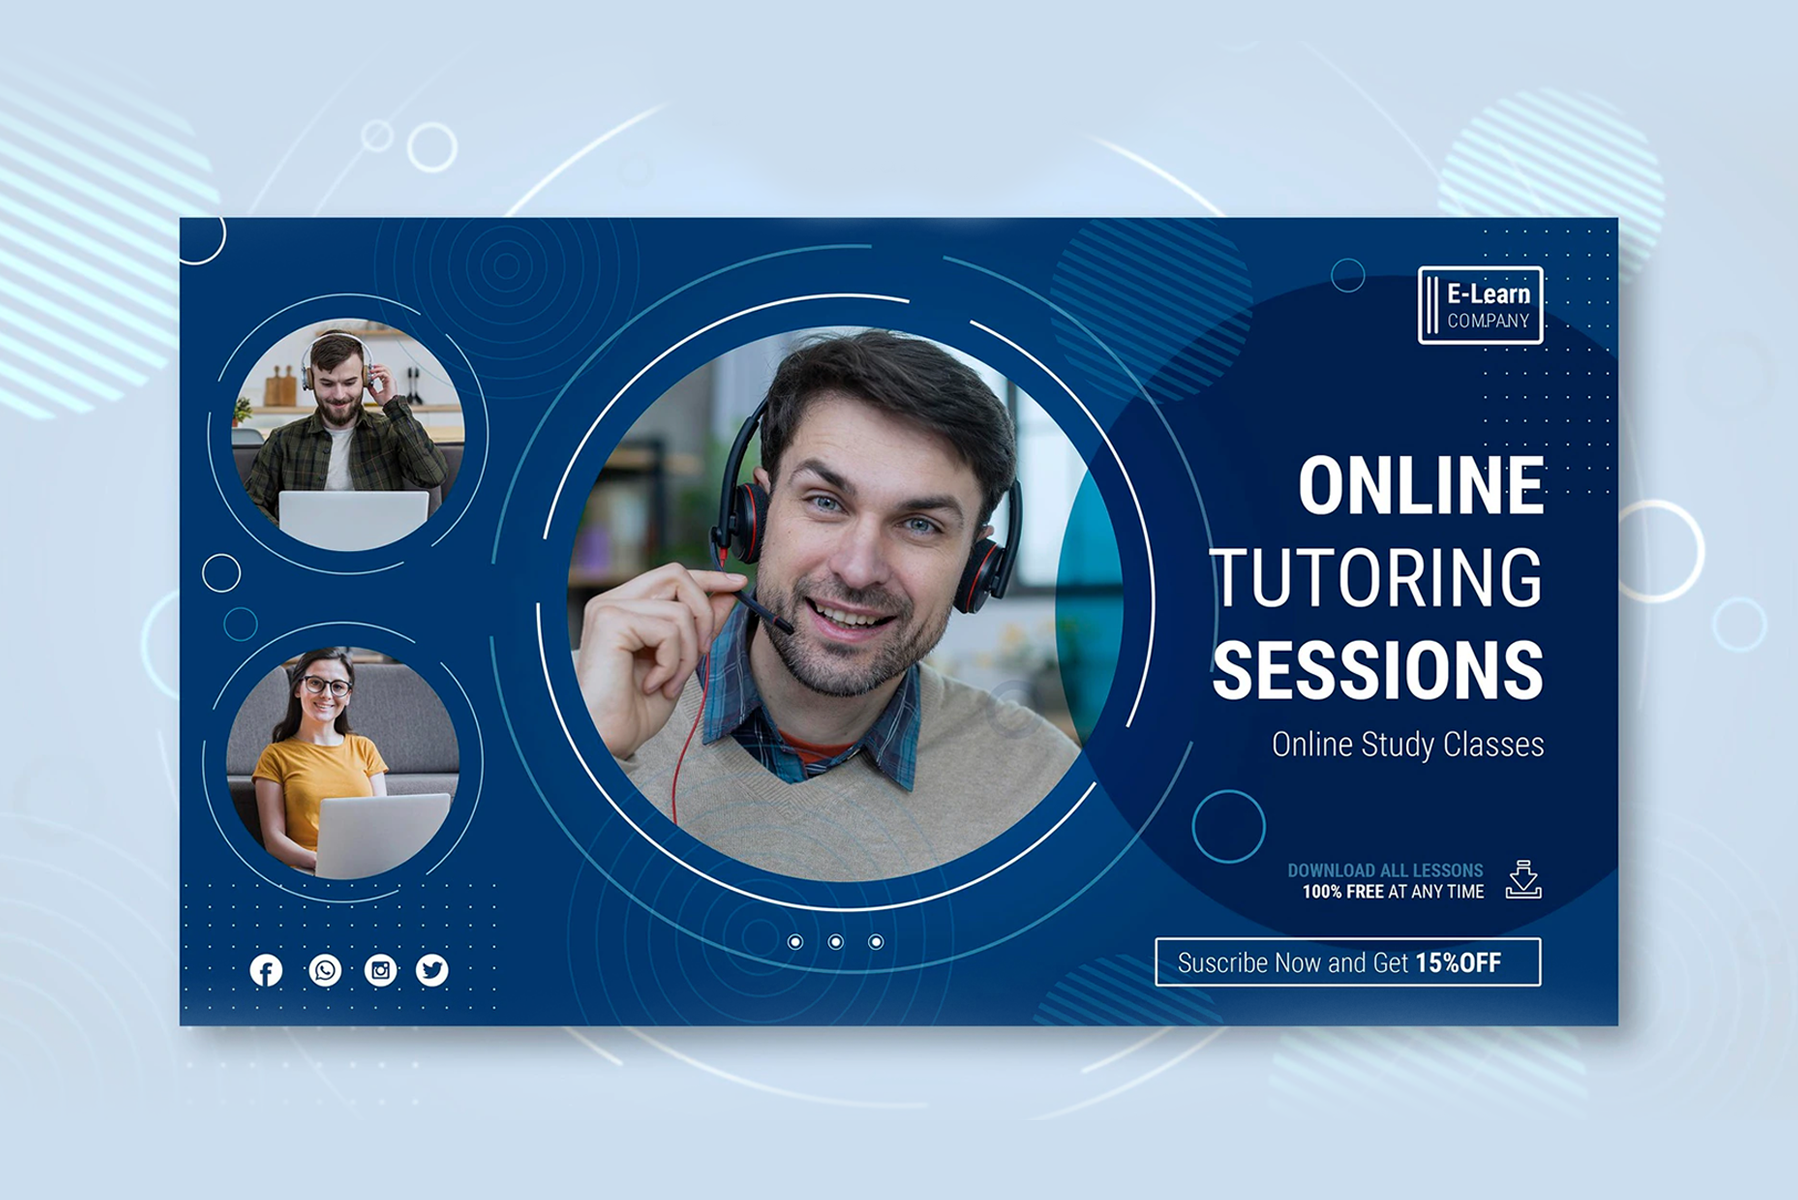 E-Learn
COMPANY
ONLINE
TUTORING
SESSIONS
Online Study Classes
DOWNLOAD ALL LESSONS
100% FREE AT ANY TIME
Suscribe Now and Get 15%OFF